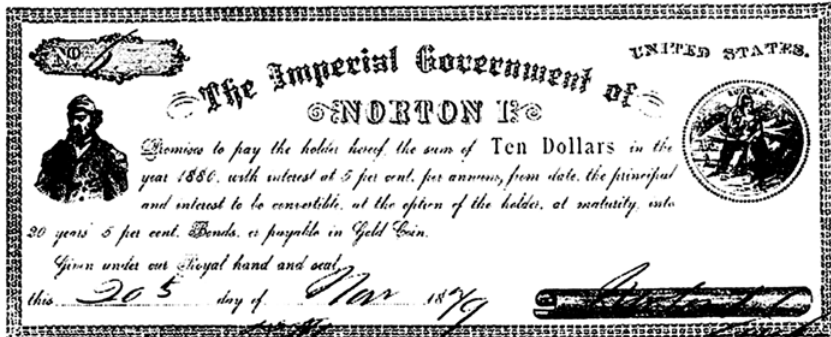 No
UNITED STATES.
The Imperial Government of
NORTON I.
Promises to pay the holder hereof, the sum of Ten Dollars in the
year 1880, with interest at 5 per cent. per annum, from date, the principal
and interest to be convertible, at the option of the holder, at maturity, into
20 years' 5 per cent. Bonds, or payable in Gold Coin.
Given under our Royal hand and seal
this 20 day of Nov 1879